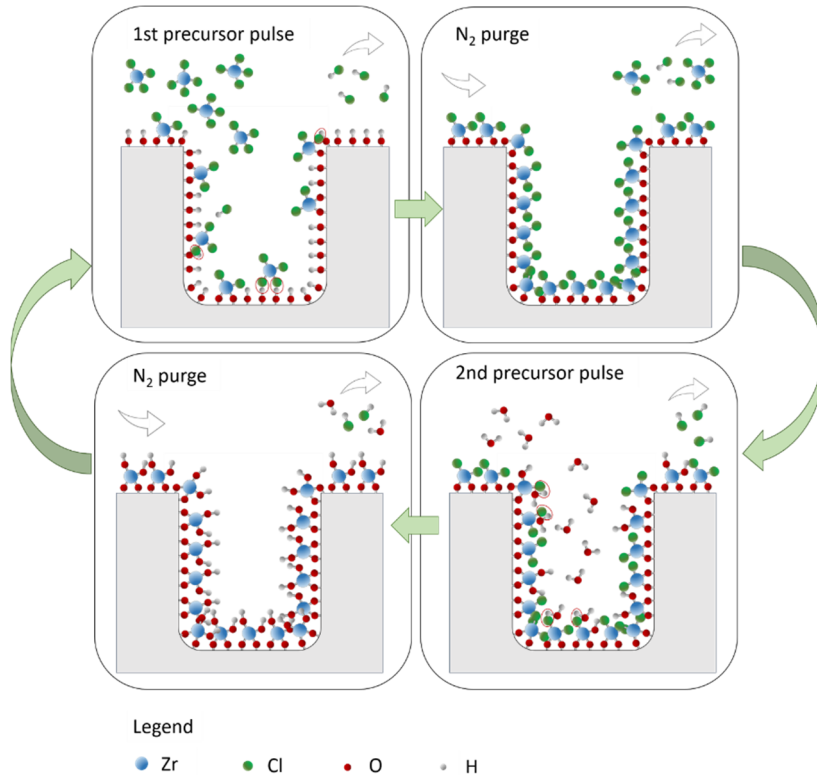 1st precursor pulse
N₂ purge
N₂ purge
2nd precursor pulse
Legend
Zr Cl O H